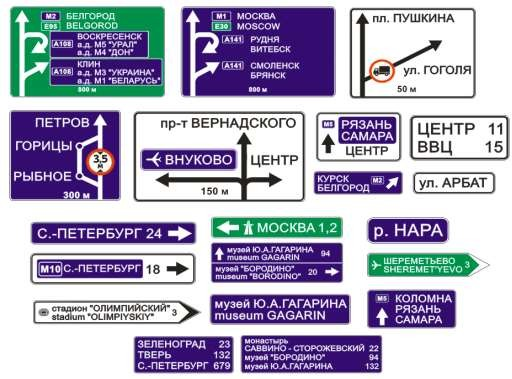 M2 БЕЛГОРОД
E95 BELGOROD
ВОСКРЕСЕНСК
A108 а.д. М5 "УРАЛ"
а.д. М4 "ДОН"
КЛИН
A108 а.д. М3 "УКРАИНА"
а.д. М1 "БЕЛАРУСЬ"
800 м
M1 МОСКВА
E30 MOSCOW
A141 РУДНЯ
ВИТЕБСК
A141 СМОЛЕНСК
БРЯНСК
800 м
пл. ПУШКИНА
ул. ГОГОЛЯ
50 м
ПЕТРОВ
ГОРИЦЫ
3,5 м
РЫБНОЕ
300 м
пр-т ВЕРНАДСКОГО
ВНУКОВО
ЦЕНТР
150 м
M5 РЯЗАНЬ
САМАРА
ЦЕНТР
ЦЕНТР 11
ВВЦ 15
КУРСК
БЕЛГОРОД M2
ул. АРБАТ
С.-ПЕТЕРБУРГ 24
МОСКВА 1,2
р. НАРА
M10 С.-ПЕТЕРБУРГ 18
музей Ю.А.ГАГАРИНА 94
museum GAGARIN
музей "БОРОДИНО" 20
museum "BORODINO"
ШЕРЕМЕТЬЕВО 3
SHEREMET'YEVO
стадион "ОЛИМПИЙСКИЙ" 3
stadium "OLIMPIYSKIY"
музей Ю.А.ГАГАРИНА
museum GAGARIN
M5 КОЛОМНА
РЯЗАНЬ
САМАРА
ЗЕЛЕНОГРАД 23
ТВЕРЬ 132
С.-ПЕТЕРБУРГ 679
монастырь
САВВИНО - СТОРОЖЕВСКИЙ 22
музей "БОРОДИНО" 94
музей Ю.А.ГАГАРИНА 132